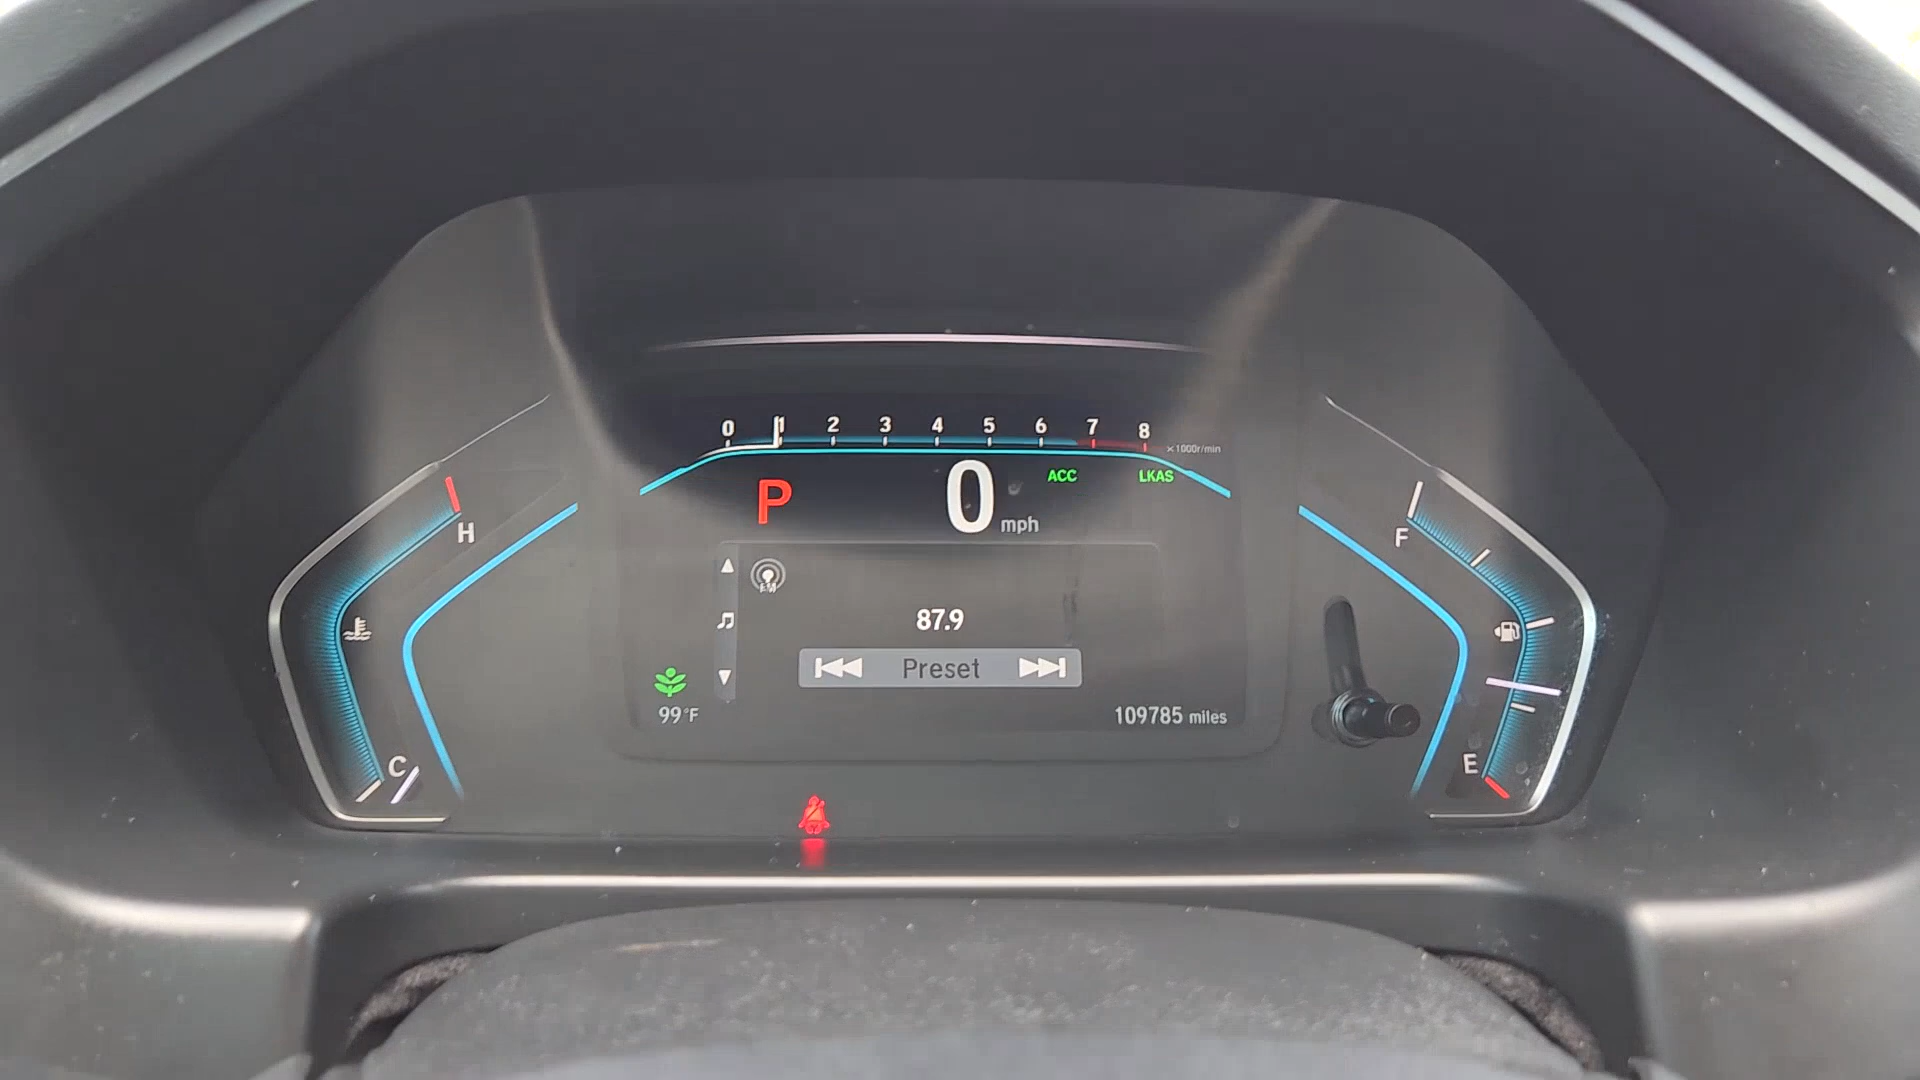 0 1 2 3 4 5 6 7 8
×1000r/min
P 0 mph ACC LKAS
H
F
FM
87.9
Preset
99°F
109785 miles
C
E